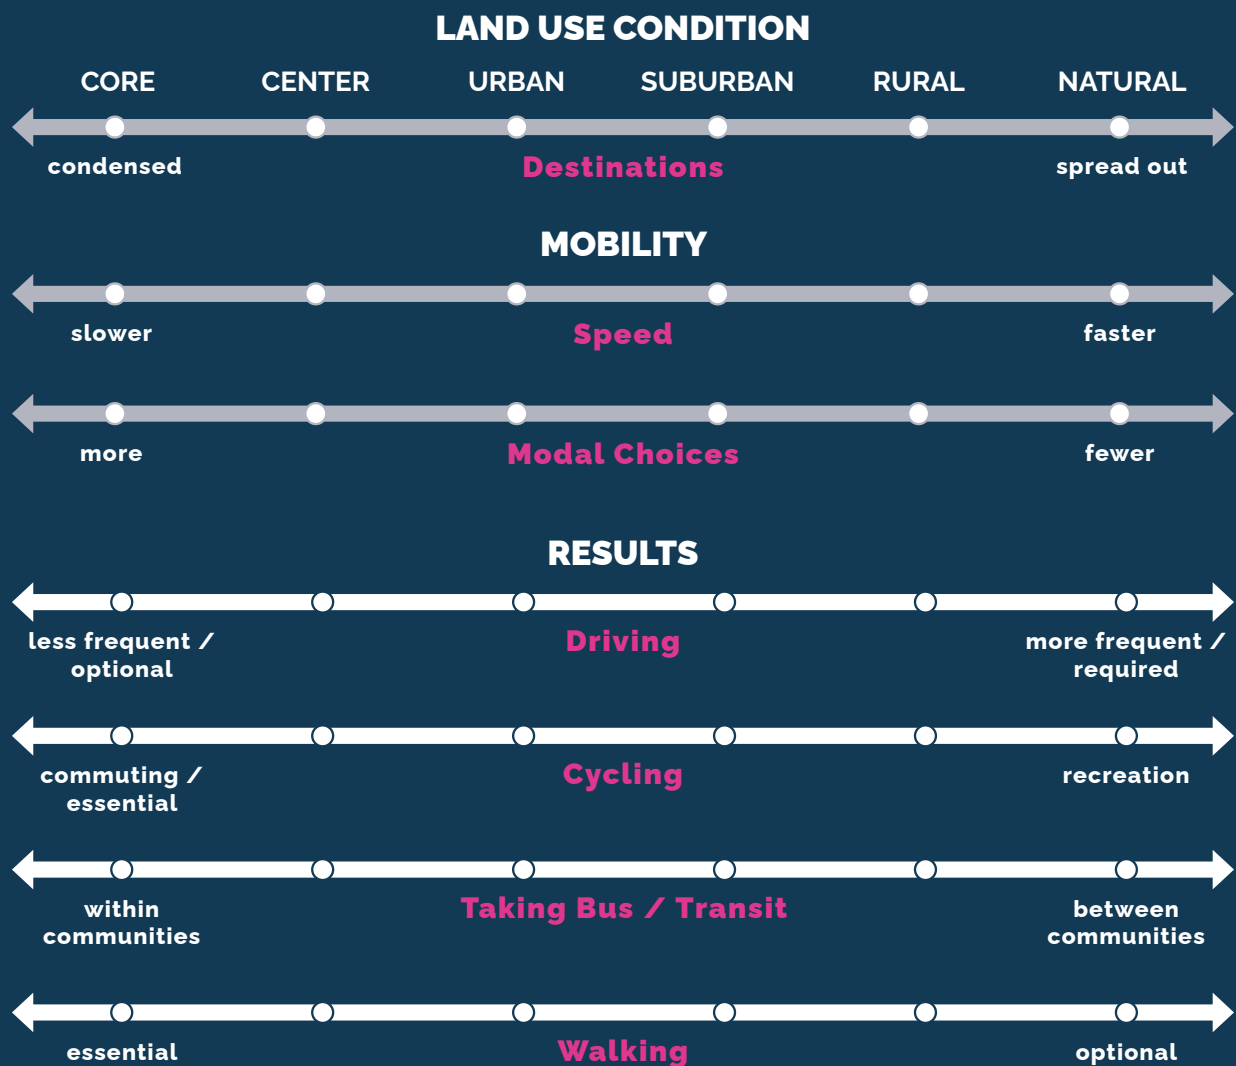 LAND USE CONDITION
CORE CENTER URBAN SUBURBAN RURAL NATURAL
condensed Destinations spread out
MOBILITY
slower Speed faster
more Modal Choices fewer
RESULTS
less frequent / Driving more frequent /
optional required
commuting / Cycling recreation
essential
within Taking Bus / Transit between
communities communities
essential Walking optional